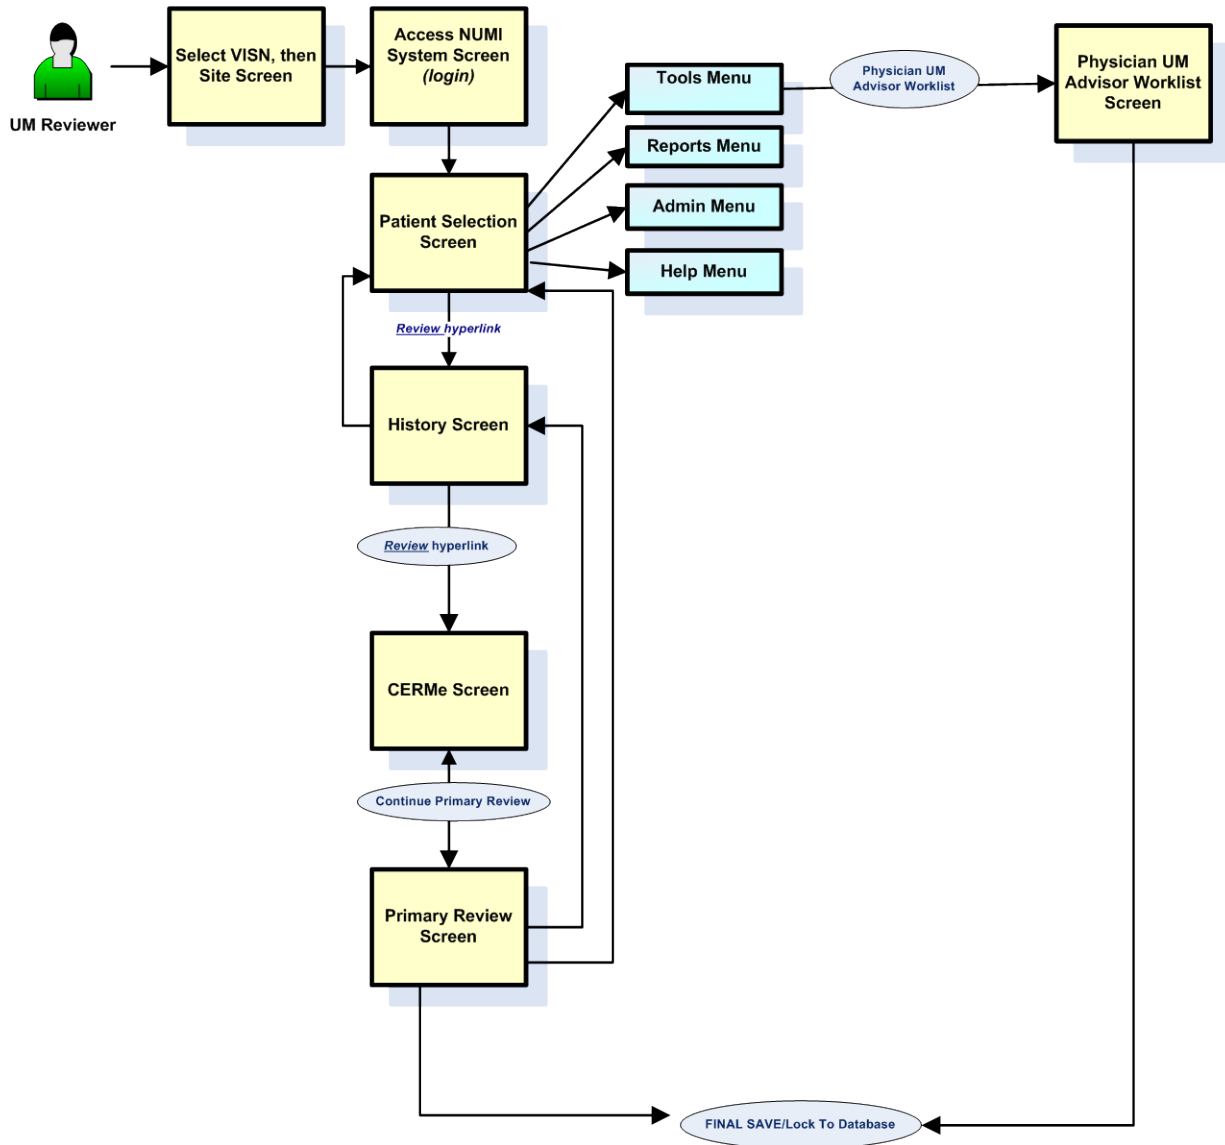 UM Reviewer
Select VISN, then
Site Screen
Access NUMI
System Screen
(login)
Tools Menu
Physician UM
Advisor Worklist
Physician UM
Advisor Worklist
Screen
Reports Menu
Patient Selection
Screen
Admin Menu
Help Menu
Review hyperlink
History Screen
Review hyperlink
CERMe Screen
Continue Primary Review
Primary Review
Screen
FINAL SAVE/Lock To Database